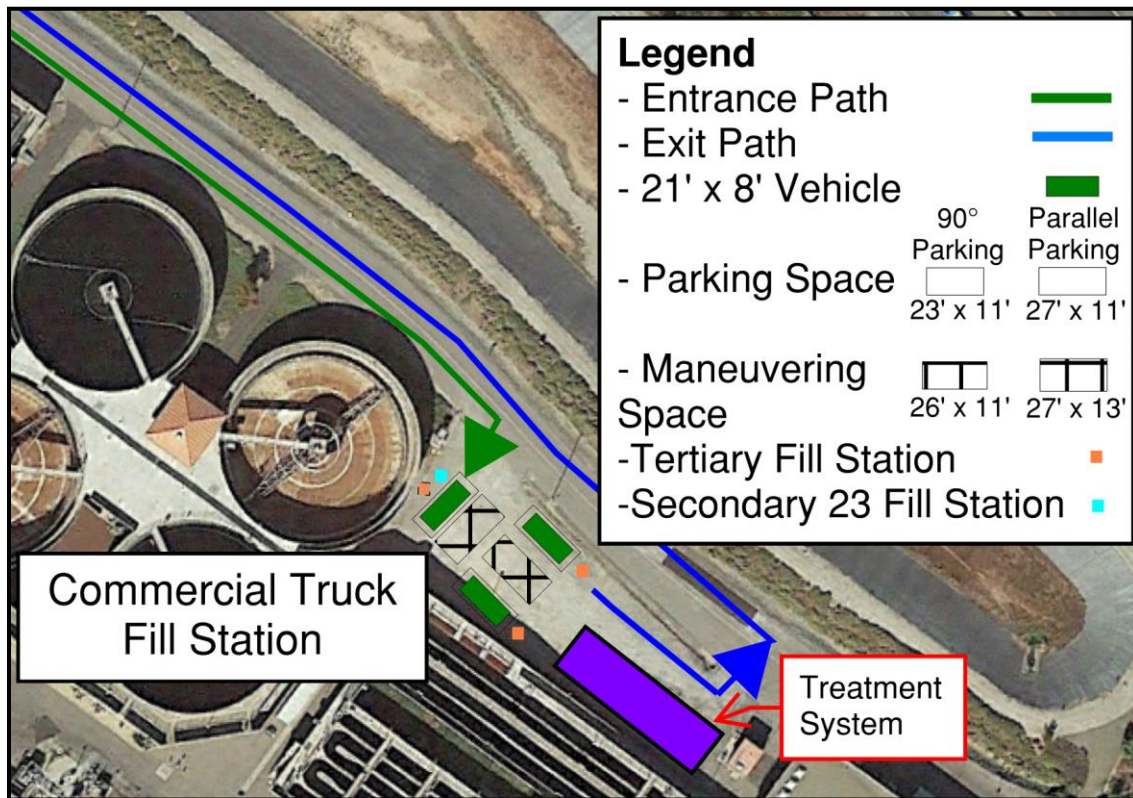 Legend
- Entrance Path
- Exit Path
- 21' x 8' Vehicle
90° Parallel
Parking Parking
- Parking Space
23' x 11' 27' x 11'
- Maneuvering
Space
26' x 11' 27' x 13'
-Tertiary Fill Station
-Secondary 23 Fill Station
Commercial Truck
Fill Station
Treatment
System